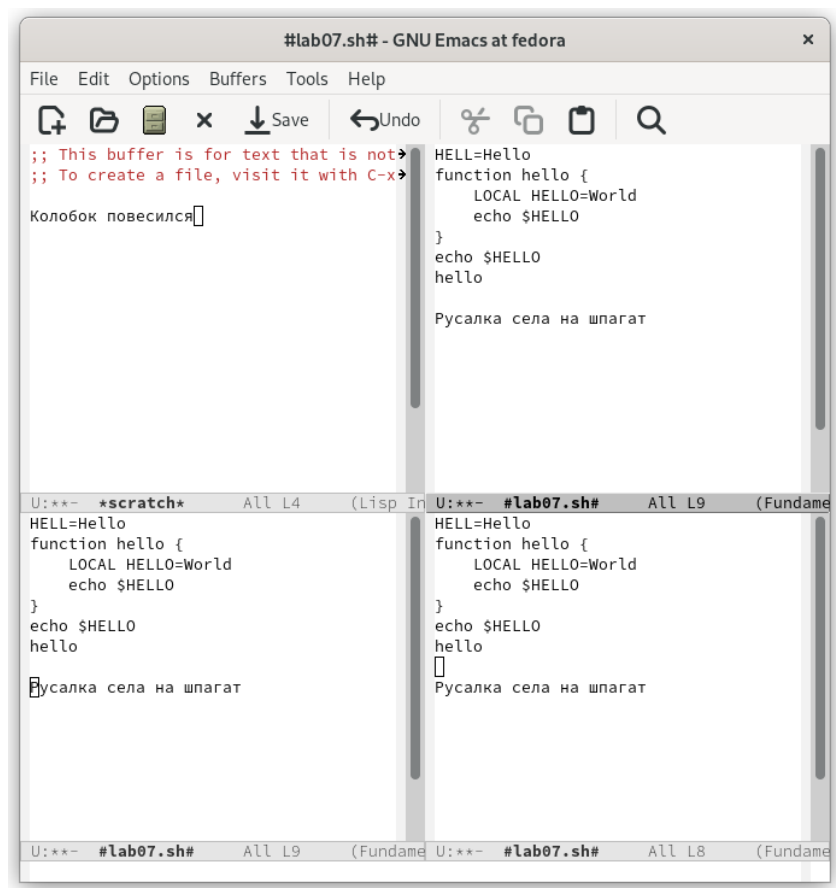 #lab07.sh# - GNU Emacs at fedora
File Edit Options Buffers Tools Help
Save Undo
;; This buffer is for text that is not
;; To create a file, visit it with C-x
Колобок повесился
U:**-  *scratch*      All L4     (Lisp In
HELL=Hello
function hello {
    LOCAL HELLO=World
    echo $HELLO
}
echo $HELLO
hello
Русалка села на шпагат
U:**-  #lab07.sh#     All L9     (Fundame
HELL=Hello
function hello {
    LOCAL HELLO=World
    echo $HELLO
}
echo $HELLO
hello
Русалка села на шпагат
U:**-  #lab07.sh#     All L9     (Fundame
HELL=Hello
function hello {
    LOCAL HELLO=World
    echo $HELLO
}
echo $HELLO
hello
Русалка села на шпагат
U:**-  #lab07.sh#     All L8     (Fundame